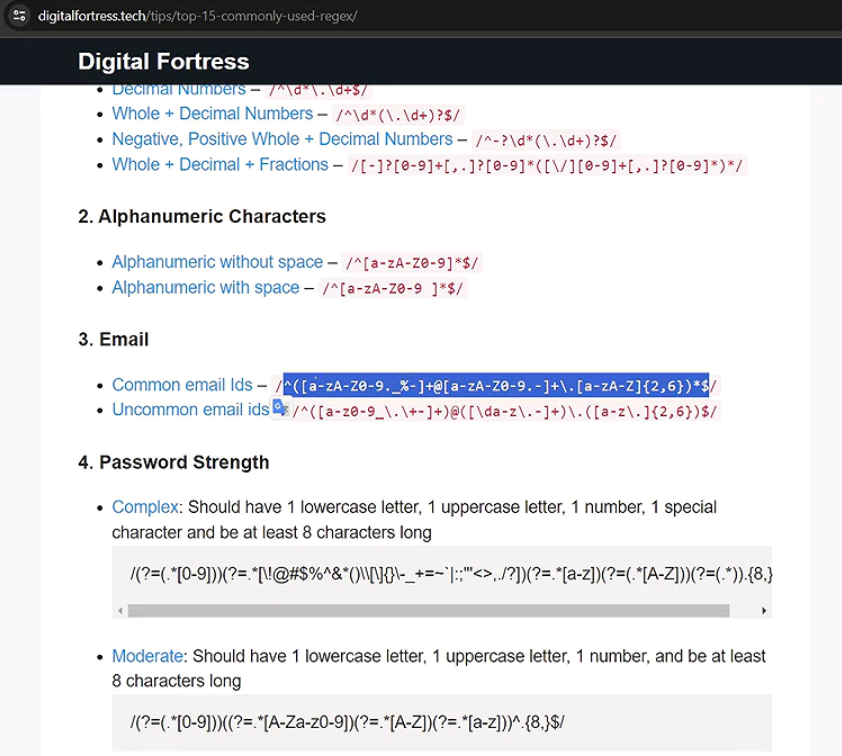 digitalfortress.tech/tips/top-15-commonly-used-regex/
Digital Fortress
Decimal Numbers – /^\d*\.\d+$/
Whole + Decimal Numbers – /^\d*(\.\d+)?$/
Negative, Positive Whole + Decimal Numbers – /^-?\d*(\.\d+)?$/
Whole + Decimal + Fractions – /[-]?[0-9]+[,.]?[0-9]*([\/][0-9]+[,.]?[0-9]*)*/
2. Alphanumeric Characters
Alphanumeric without space – /^[a-zA-Z0-9]*$/
Alphanumeric with space – /^[a-zA-Z0-9 ]*$/
3. Email
Common email Ids – /^([a-zA-Z0-9._%-]+@[a-zA-Z0-9.-]+\.[a-zA-Z]{2,6})*$/
Uncommon email ids /^([a-z0-9_\.\+-]+)@([\da-z\.-]+)\.([a-z\.]{2,6})$/
4. Password Strength
Complex: Should have 1 lowercase letter, 1 uppercase letter, 1 number, 1 special
character and be at least 8 characters long
/(?=(.*[0-9]))(?=.*[\!@#$%^&*()\\[\]{}\-_+=~`|:;"'<>,./?])(?=.*[a-z])(?=(.*[A-Z]))(?=(.*)).{8,}
Moderate: Should have 1 lowercase letter, 1 uppercase letter, 1 number, and be at least
8 characters long
/(?=(.*[0-9]))((?=.*[A-Za-z0-9])(?=.*[A-Z])(?=.*[a-z]))^.{8,}$/